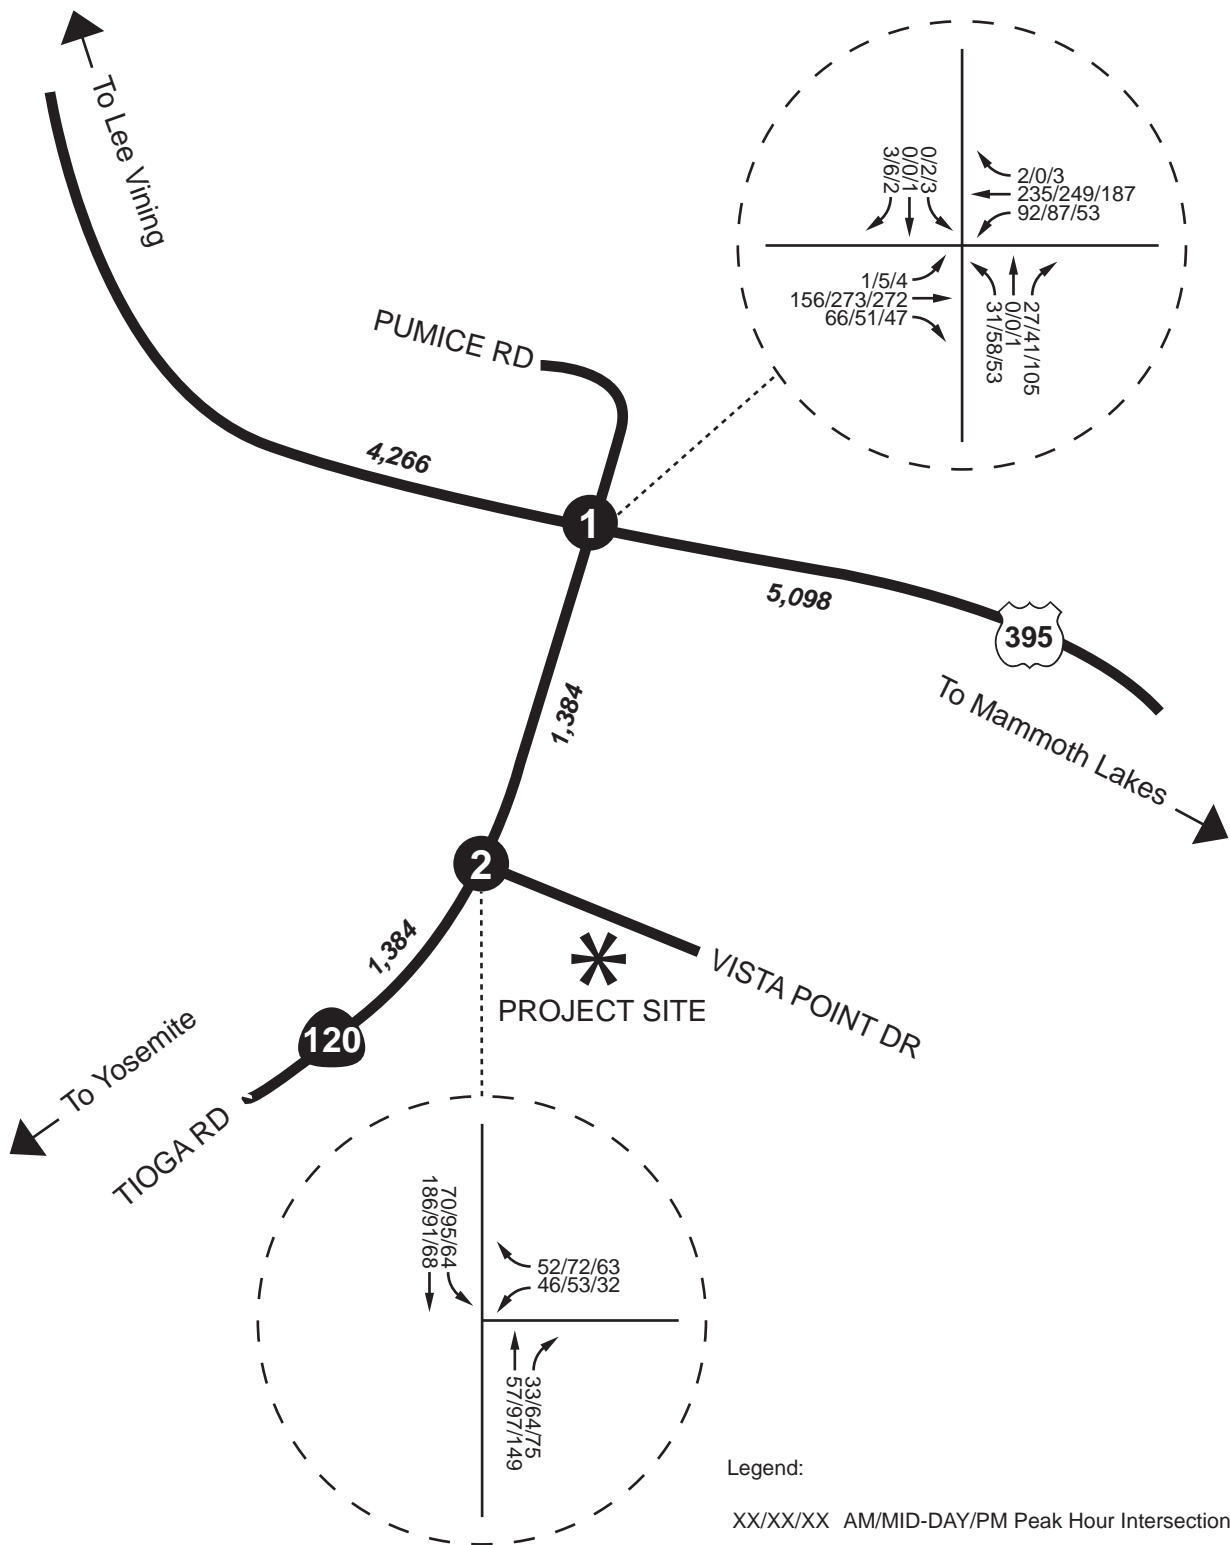 To Lee Vining
0/2/3
0/0/1
3/6/2
2/0/3
235/249/187
92/87/53
1/5/4
156/273/272
66/51/47
27/41/105
0/0/1
31/58/53
PUMICE RD
4,266
1
5,098
395
To Mammoth Lakes
1,384
2
1,384
VISTA POINT DR
PROJECT SITE
120
To Yosemite
TIOGA RD
70/95/64
186/91/68
52/72/63
46/53/32
33/64/75
57/97/149
Legend:
XX/XX/XX AM/MID-DAY/PM Peak Hour Intersection